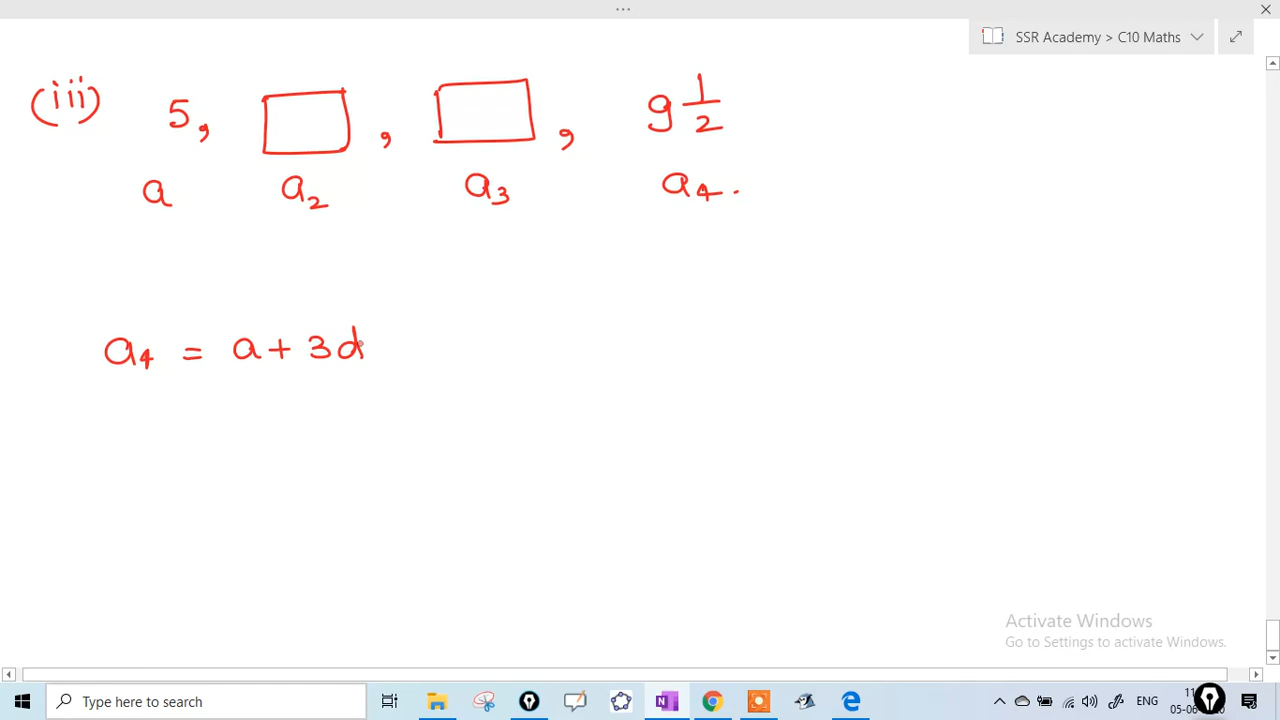 ...
SSR Academy > C10 Maths
(iii) 5, , , 9 1/2
a a₂ a₃ a₄.
a₄ = a + 3d
Activate Windows
Go to Settings to activate Windows.
Type here to search
ENG